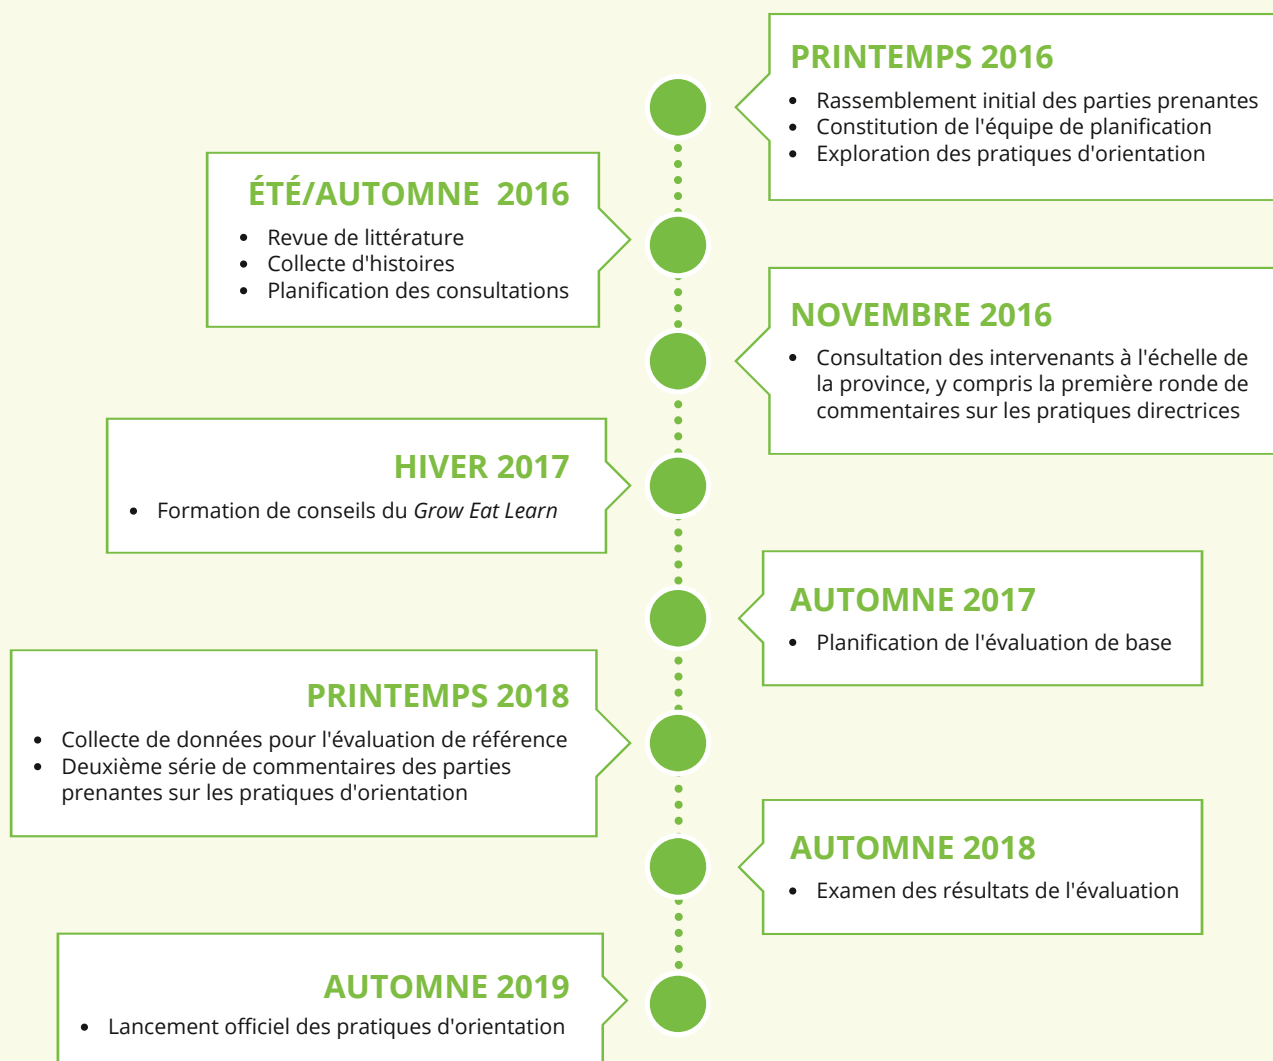 PRINTEMPS 2016
• Rassemblement initial des parties prenantes
• Constitution de l'équipe de planification
• Exploration des pratiques d'orientation
ÉTÉ/AUTOMNE 2016
• Revue de littérature
• Collecte d'histoires
• Planification des consultations
NOVEMBRE 2016
• Consultation des intervenants à l'échelle de
la province, y compris la première ronde de
commentaires sur les pratiques directrices
HIVER 2017
• Formation de conseils du Grow Eat Learn
AUTOMNE 2017
• Planification de l'évaluation de base
PRINTEMPS 2018
• Collecte de données pour l'évaluation de référence
• Deuxième série de commentaires des parties
prenantes sur les pratiques d'orientation
AUTOMNE 2018
• Examen des résultats de l'évaluation
AUTOMNE 2019
• Lancement officiel des pratiques d'orientation